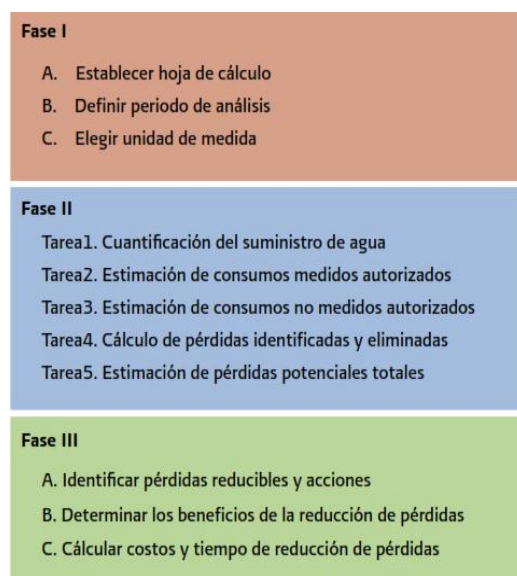 Fase I
A. Establecer hoja de cálculo
B. Definir periodo de análisis
C. Elegir unidad de medida
Fase II
Tarea1. Cuantificación del suministro de agua
Tarea2. Estimación de consumos medidos autorizados
Tarea3. Estimación de consumos no medidos autorizados
Tarea4. Cálculo de pérdidas identificadas y eliminadas
Tarea5. Estimación de pérdidas potenciales totales
Fase III
A. Identificar pérdidas reducibles y acciones
B. Determinar los beneficios de la reducción de pérdidas
C. Cálcular costos y tiempo de reducción de pérdidas